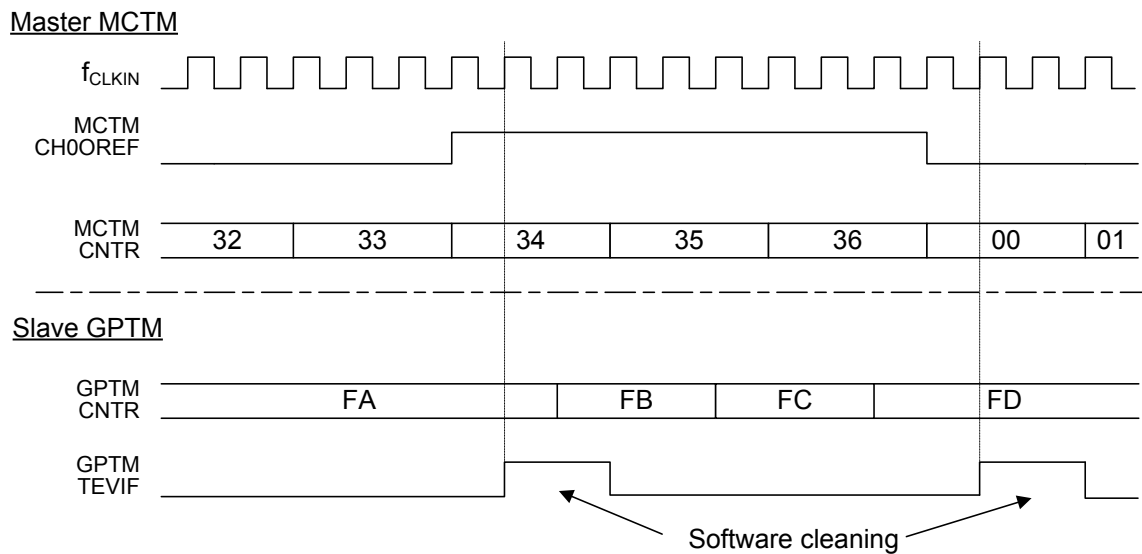 Master MCTM
fCLKIN
MCTM
CH0OREF
MCTM
CNTR
32 33 34 35 36 00 01
Slave GPTM
GPTM
CNTR
FA FB FC FD
GPTM
TEVIF
Software cleaning